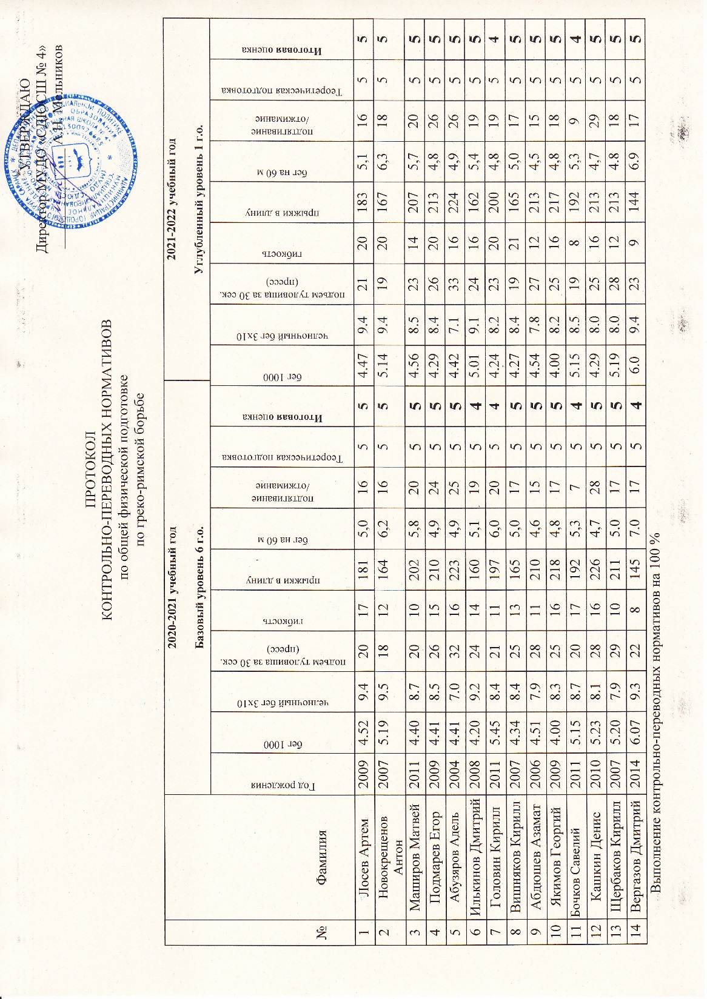 УТВЕРЖДАЮ
Директор МУДО «СДЮСШ № 4»
А.Н. Мельников
ПРОТОКОЛ
КОНТРОЛЬНО-ПЕРЕВОДНЫХ НОРМАТИВОВ
по общей физической подготовке
по греко-римской борьбе
2020-2021 учебный год 2021-2022 учебный год
Базовый уровень 6 г.о. Углубленный уровень 1 г.о.
№ Фамилия Год рождения бег 1000 челночный бег 3х10 подъем туловища за 30 сек. (пресс) гибкость прыжки в длину бег на 60 м подтягивание /отжимание Теоретическая подготовка Итоговая оценка бег 1000 челночный бег 3х10 подъем туловища за 30 сек. (пресс) гибкость прыжки в длину бег на 60 м подтягивание /отжимание Теоретическая подготовка Итоговая оценка
1 Лосев Артем 2009 4.52 9.4 20 17 181 5,0 16 5 5 4.47 9.4 21 20 183 5,1 16 5 5
2 Новокрещенов 2007 5.19 9.5 18 12 164 6,2 16 5 5 5.14 9.4 19 20 167 6,3 18 5 5
Антон
3 Маширов Матвей 2011 4.40 8.7 20 10 202 5,8 20 5 5 4.56 8.5 23 14 207 5,7 20 5 5
4 Подмарев Егор 2009 4.41 8.5 26 15 210 4,9 24 5 5 4.29 8.4 26 20 213 4,8 26 5 5
5 Абузяров Адель 2004 4.41 7.0 32 16 223 4,9 25 5 5 4.42 7.1 33 16 224 4,9 26 5 5
6 Илькинов Дмитрий 2008 4.20 9.2 24 14 160 5,1 19 5 4 5.01 9.1 24 16 162 5,4 19 5 5
7 Головин Кирилл 2011 5.45 8.4 21 11 197 6,0 20 5 4 4.24 8.2 23 20 200 4,8 19 5 4
8 Вишняков Кирилл 2007 4.34 8.4 25 13 165 5,0 17 5 5 4.27 8.4 19 21 165 5,0 17 5 5
9 Абдюшев Азамат 2006 4.51 7.9 28 11 210 4,6 15 5 5 4.54 7.8 27 12 213 4,5 15 5 5
10 Якимов Георгий 2009 4.00 8.3 25 16 218 4,8 17 5 5 4.00 8.2 25 16 217 4,8 18 5 5
11 Бочков Савелий 2011 5.15 8.7 20 17 192 5,3 7 5 4 5.15 8.5 19 8 192 5,3 9 5 4
12 Кашкин Денис 2010 5.23 8.1 28 16 226 4,7 28 5 5 4.29 8.0 25 16 213 4,7 29 5 5
13 Щербаков Кирилл 2007 5.20 7.9 29 10 211 5.0 17 5 5 5.19 8.0 28 12 213 4.8 18 5 5
14 Вергазов Дмитрий 2014 6.07 9.3 22 8 145 7.0 17 5 4 6.0 9.4 23 9 144 6.9 17 5 5
Выполнение контрольно-переводных нормативов на 100 %